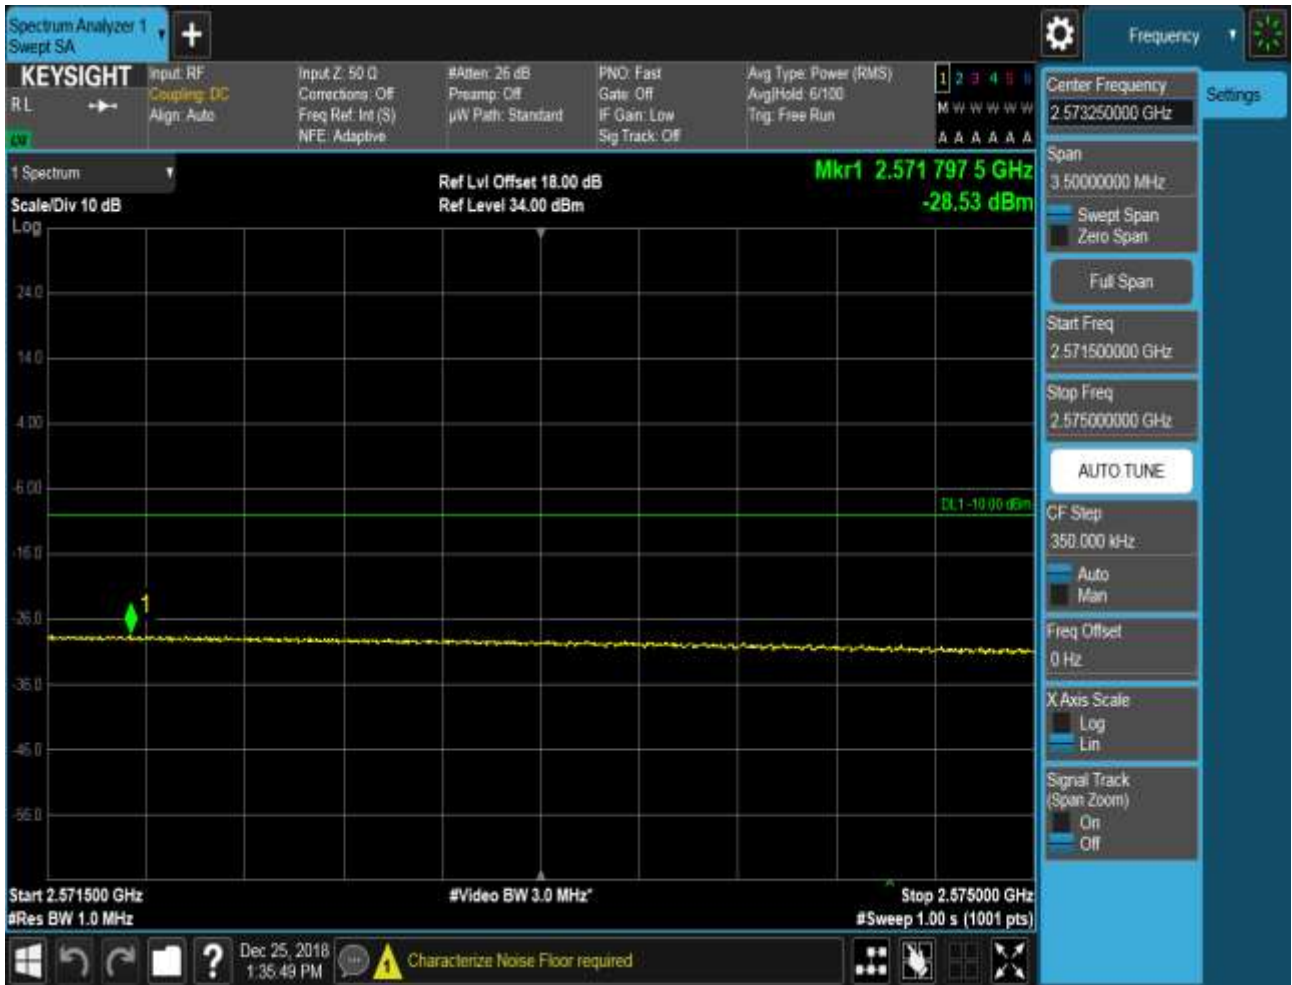 Spectrum Analyzer 1
Swept SA
+
Frequency
KEYSIGHT
R L
Input: RF
Coupling: DC
Align: Auto
Input Z: 50 Ω
Corrections: Off
Freq Ref: Int (S)
NFE: Adaptive
#Atten: 26 dB
Preamp: Off
µW Path: Standard
PNO: Fast
Gate: Off
IF Gain: Low
Sig Track: Off
Avg Type: Power (RMS)
Avg|Hold: 6/100
Trig: Free Run
1 2 3 4 5 6
M W W W W W
A A A A A A
1 Spectrum
Scale/Div 10 dB
Log
Ref Lvl Offset 18.00 dB
Ref Level 34.00 dBm
Mkr1 2.571 797 5 GHz
-28.53 dBm
24.0
14.0
4.00
-6.00
-16.0
-26.0
-36.0
-46.0
-56.0
DL1 -10.00 dBm
1
Start 2.571500 GHz
#Res BW 1.0 MHz
#Video BW 3.0 MHz*
Stop 2.575000 GHz
#Sweep 1.00 s (1001 pts)
Center Frequency
2.573250000 GHz
Settings
Span
3.50000000 MHz
Swept Span
Zero Span
Full Span
Start Freq
2.571500000 GHz
Stop Freq
2.575000000 GHz
AUTO TUNE
CF Step
350.000 kHz
Auto
Man
Freq Offset
0 Hz
X Axis Scale
Log
Lin
Signal Track
(Span Zoom)
On
Off
?
Dec 25, 2018
1:35:49 PM
1
Characterize Noise Floor required